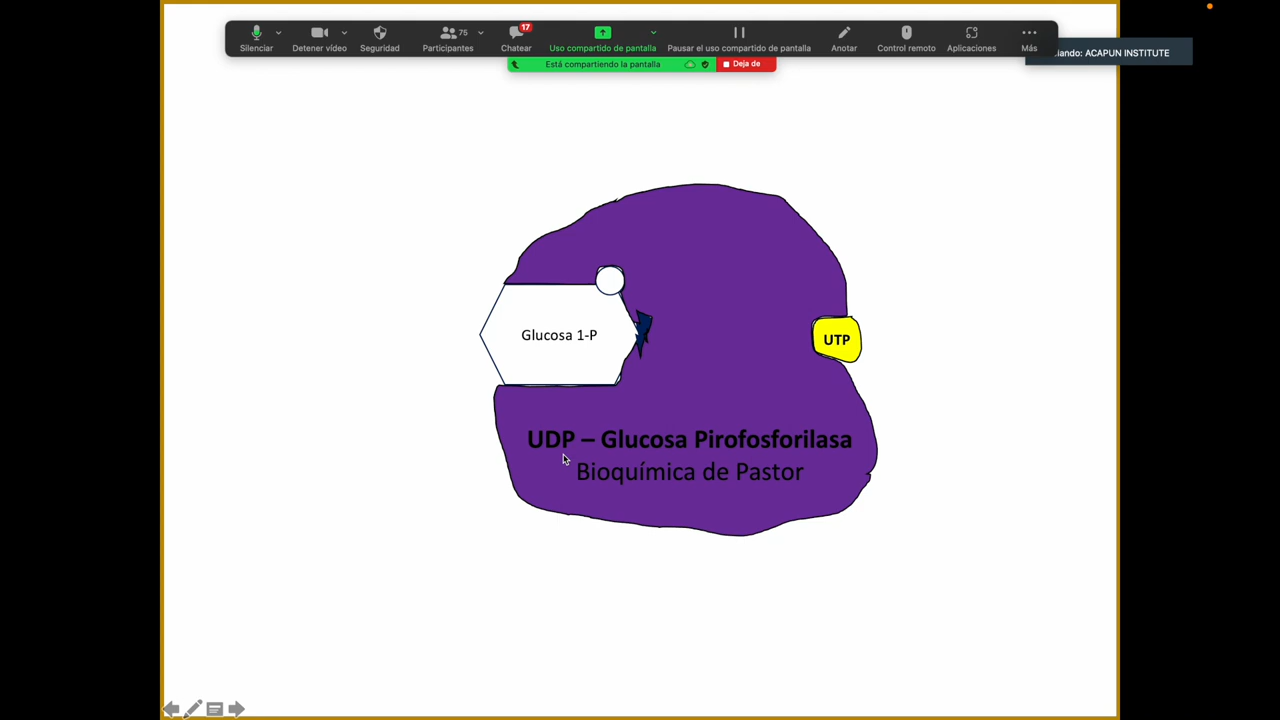 Silenciar
Detener vídeo
Seguridad
75
Participantes
17
Chatear
Uso compartido de pantalla
Pausar el uso compartido de pantalla
Anotar
Control remoto
Aplicaciones
Más
lando: ACAPUN INSTITUTE
Está compartiendo la pantalla
Deja de
Glucosa 1-P
UTP
UDP – Glucosa Pirofosforilasa
Bioquímica de Pastor